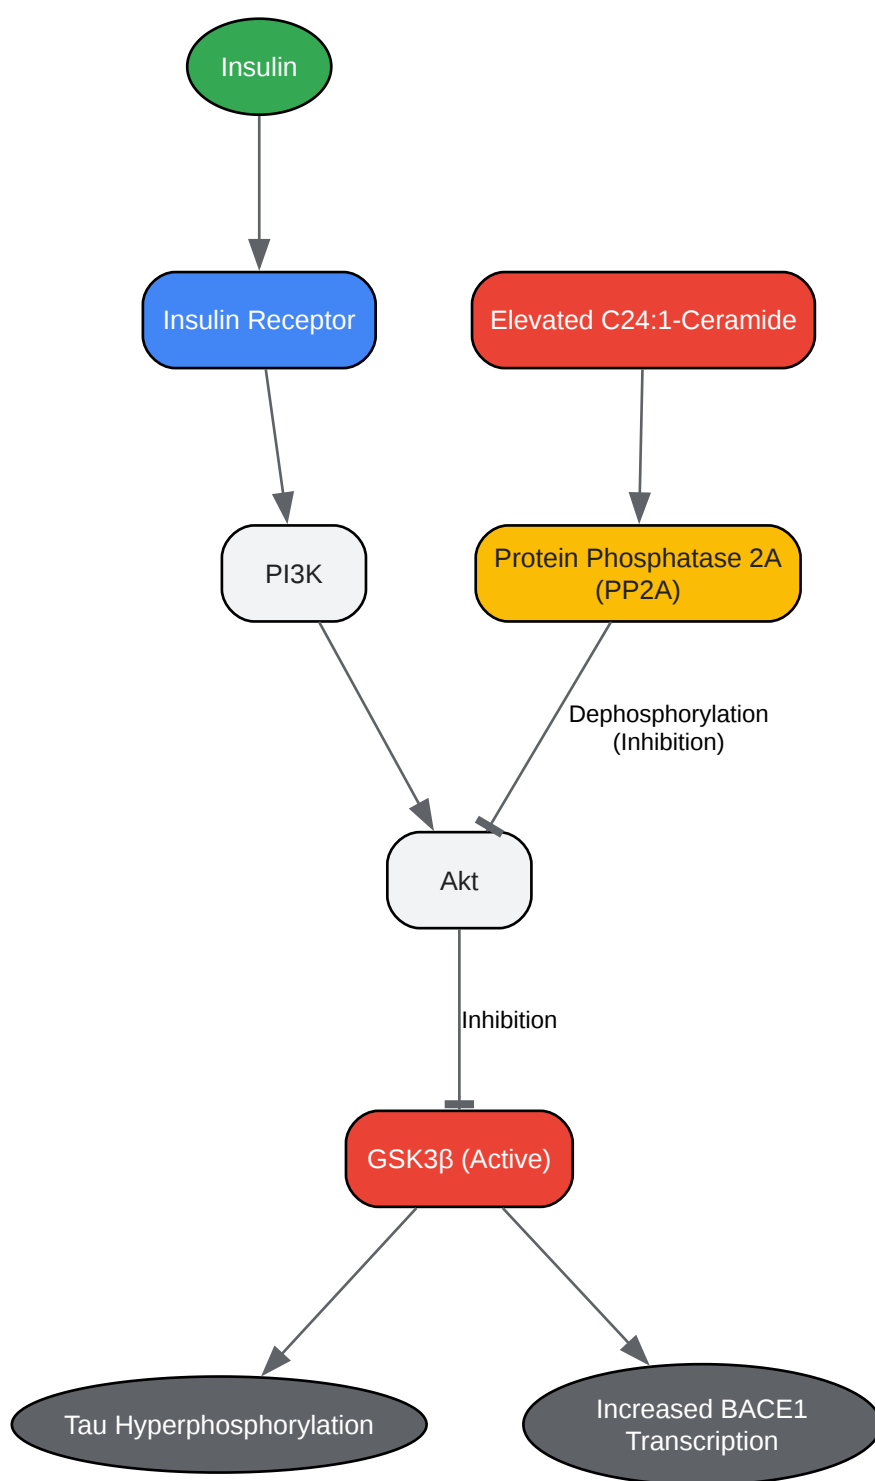 Insulin
Insulin Receptor
Elevated C24:1-Ceramide
PI3K
Protein Phosphatase 2A
(PP2A)
Dephosphorylation
(Inhibition)
Akt
Inhibition
GSK3β (Active)
Tau Hyperphosphorylation
Increased BACE1
Transcription